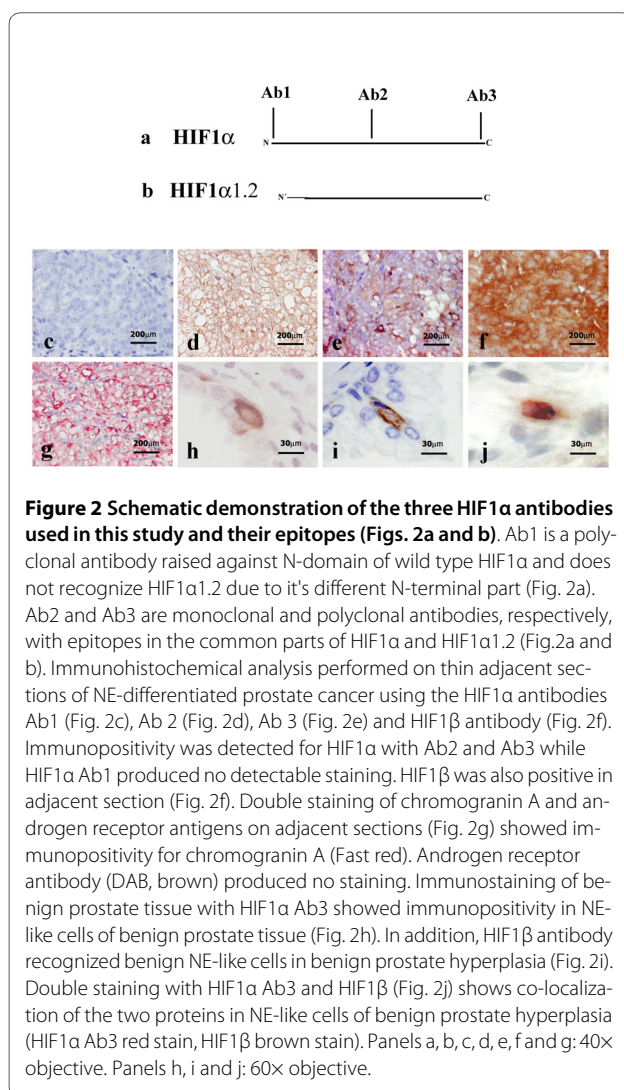 Ab1 Ab2 Ab3
a HIF1α N C
b HIF1α1.2 N' C
200μm 200μm 200μm 200μm
c d e f
200μm 30μm 30μm 30μm
g h i j
Figure 2 Schematic demonstration of the three HIF1α antibodies
used in this study and their epitopes (Figs. 2a and b). Ab1 is a poly-
clonal antibody raised against N-domain of wild type HIF1α and does
not recognize HIF1α1.2 due to it's different N-terminal part (Fig. 2a).
Ab2 and Ab3 are monoclonal and polyclonal antibodies, respectively,
with epitopes in the common parts of HIF1α and HIF1α1.2 (Fig.2a and
b). Immunohistochemical analysis performed on thin adjacent sec-
tions of NE-differentiated prostate cancer using the HIF1α antibodies
Ab1 (Fig. 2c), Ab 2 (Fig. 2d), Ab 3 (Fig. 2e) and HIF1β antibody (Fig. 2f).
Immunopositivity was detected for HIF1α with Ab2 and Ab3 while
HIF1α Ab1 produced no detectable staining. HIF1β was also positive in
adjacent section (Fig. 2f). Double staining of chromogranin A and an-
drogen receptor antigens on adjacent sections (Fig. 2g) showed im-
munopositivity for chromogranin A (Fast red). Androgen receptor
antibody (DAB, brown) produced no staining. Immunostaining of be-
nign prostate tissue with HIF1α Ab3 showed immunopositivity in NE-
like cells of benign prostate tissue (Fig. 2h). In addition, HIF1β antibody
recognized benign NE-like cells in benign prostate hyperplasia (Fig. 2i).
Double staining with HIF1α Ab3 and HIF1β (Fig. 2j) shows co-localiza-
tion of the two proteins in NE-like cells of benign prostate hyperplasia
(HIF1α Ab3 red stain, HIF1β brown stain). Panels a, b, c, d, e, f and g: 40×
objective. Panels h, i and j: 60× objective.